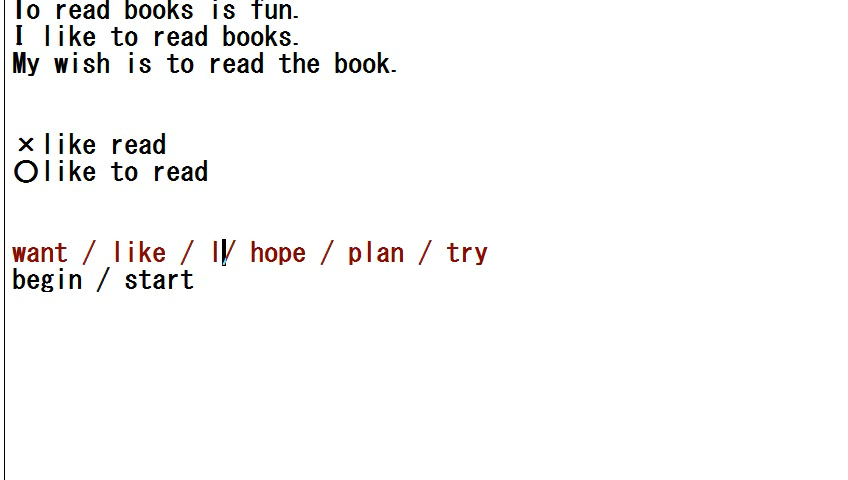 To read books is fun.
I like to read books.
My wish is to read the book.
×like read
○like to read
want / like / l/ hope / plan / try
begin / start